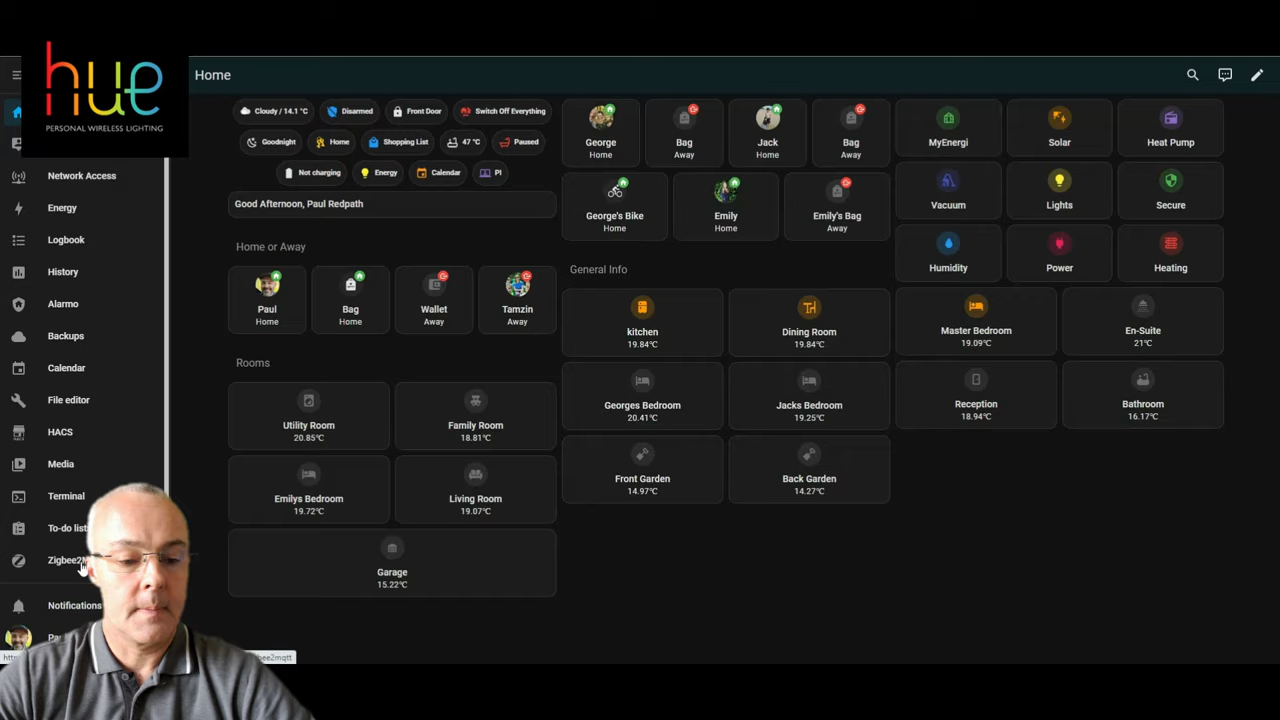 hue
PERSONAL WIRELESS LIGHTING
Home
Network Access
Energy
Logbook
History
Alarmo
Backups
Calendar
File editor
HACS
Media
Terminal
To-do lists
Notifications
Cloudy / 14.1 °C
Disarmed
Front Door
Switch Off Everything
Goodnight
Home
Shopping List
47 °C
Paused
Not charging
Energy
Calendar
PI
Good Afternoon, Paul Redpath
Home or Away
Paul
Home
Bag
Home
Wallet
Away
Tamzin
Away
Rooms
Utility Room
20.85°C
Family Room
18.81°C
Emilys Bedroom
19.72°C
Living Room
19.07°C
Garage
15.22°C
George
Home
Bag
Away
Jack
Home
Bag
Away
George's Bike
Home
Emily
Home
Emily's Bag
Away
General Info
kitchen
19.84°C
Dining Room
19.84°C
Georges Bedroom
20.41°C
Jacks Bedroom
19.25°C
Front Garden
14.97°C
Back Garden
14.27°C
MyEnergi
Solar
Heat Pump
Vacuum
Lights
Secure
Humidity
Power
Heating
Master Bedroom
19.09°C
En-Suite
21°C
Reception
18.94°C
Bathroom
16.17°C